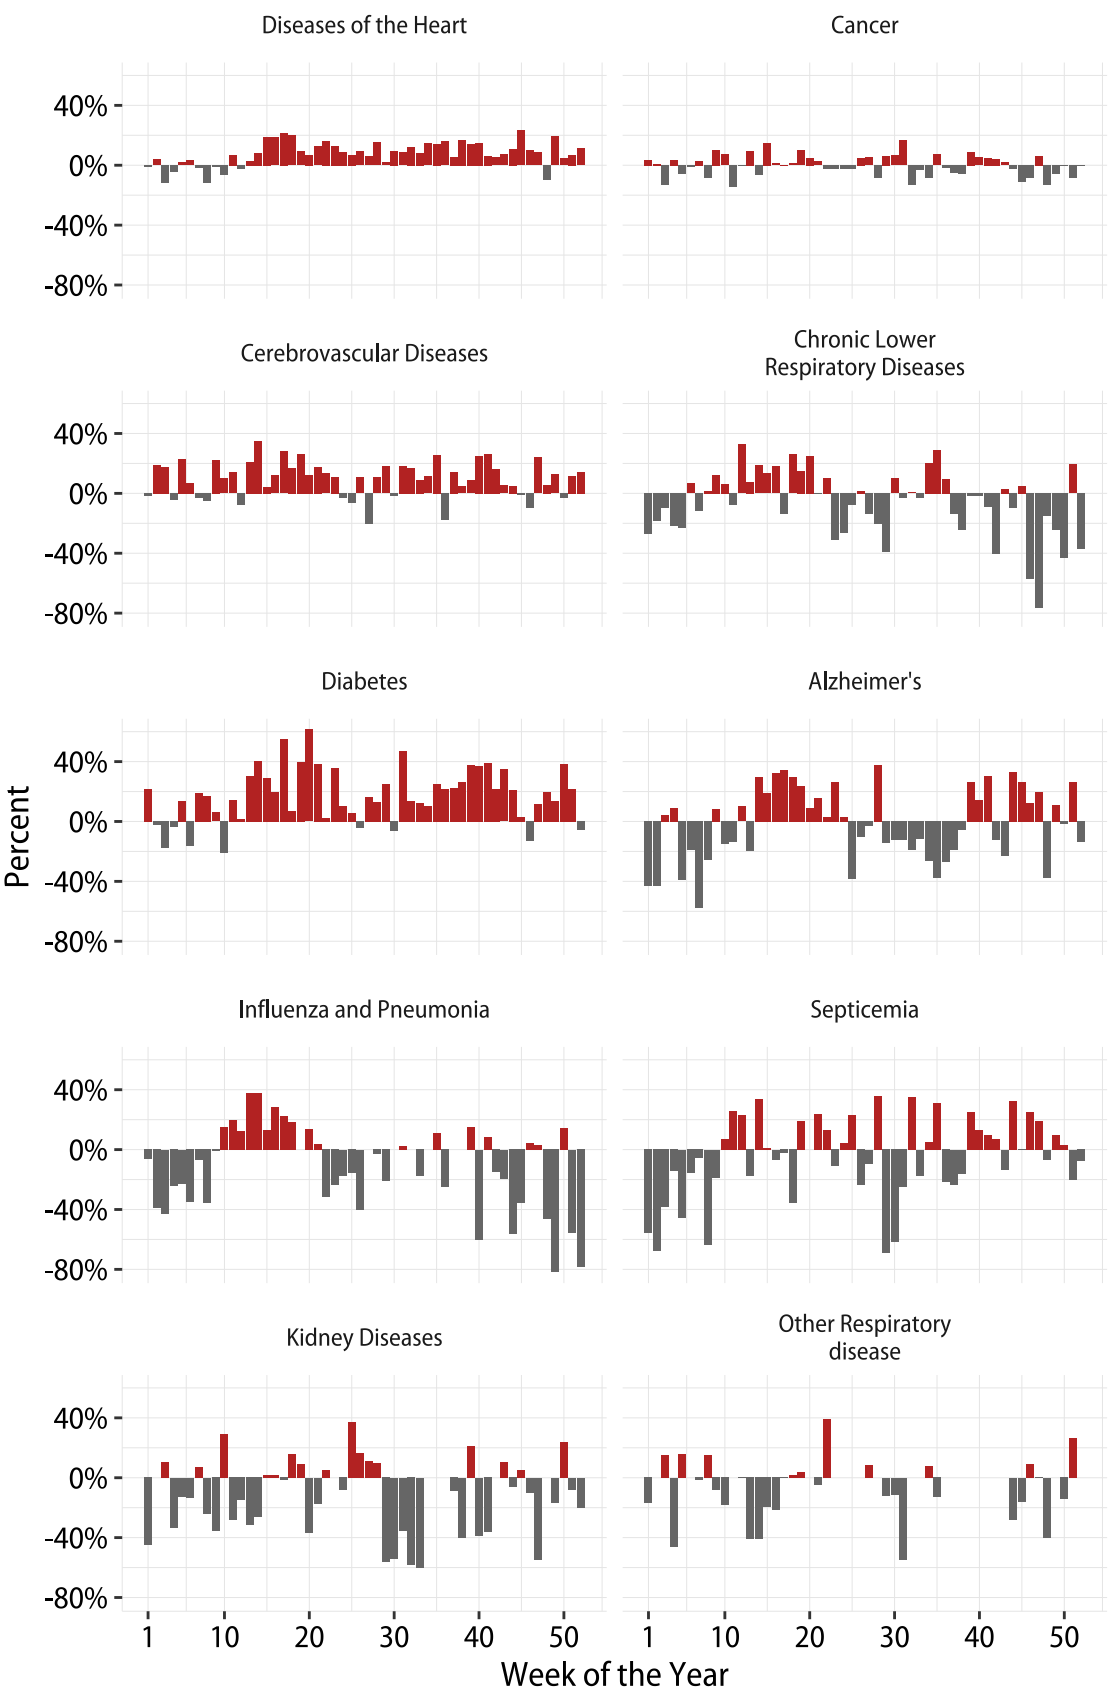 Diseases of the Heart
Cancer
40%
0%
-40%
-80%
Cerebrovascular Diseases
Chronic Lower
Respiratory Diseases
40%
0%
-40%
-80%
Diabetes
Alzheimer's
40%
0%
-40%
-80%
Percent
Influenza and Pneumonia
Septicemia
40%
0%
-40%
-80%
Kidney Diseases
Other Respiratory
disease
40%
0%
-40%
-80%
1 10 20 30 40 50
1 10 20 30 40 50
Week of the Year